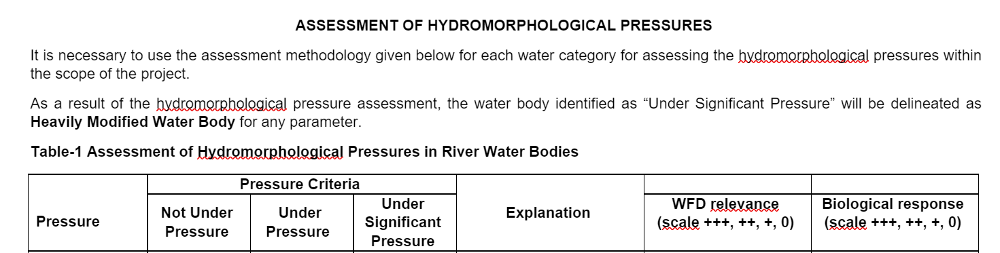 ASSESSMENT OF HYDROMORPHOLOGICAL PRESSURES
It is necessary to use the assessment methodology given below for each water category for assessing the hydromorphological pressures within
the scope of the project.
As a result of the hydromorphological pressure assessment, the water body identified as “Under Significant Pressure” will be delineated as
Heavily Modified Water Body for any parameter.
Table-1 Assessment of Hydromorphological Pressures in River Water Bodies
Pressure Criteria
Pressure
Not Under
Pressure
Under
Pressure
Under
Significant
Pressure
Explanation
WFD relevance
(scale +++, ++, +, 0)
Biological response
(scale +++, ++, +, 0)